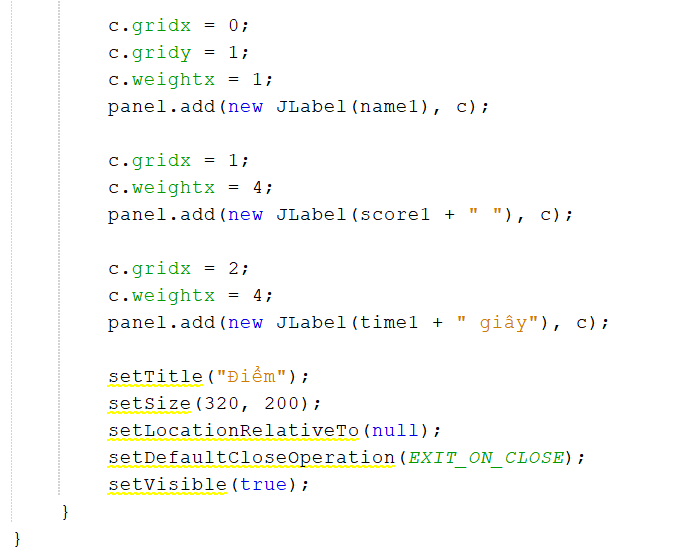 c.gridx = 0;
c.gridy = 1;
c.weightx = 1;
panel.add(new JLabel(name1), c);
c.gridx = 1;
c.weightx = 4;
panel.add(new JLabel(score1 + " "), c);
c.gridx = 2;
c.weightx = 4;
panel.add(new JLabel(time1 + " giây"), c);
setTitle("Điểm");
setSize(320, 200);
setLocationRelativeTo(null);
setDefaultCloseOperation(EXIT_ON_CLOSE);
setVisible(true);
}
}